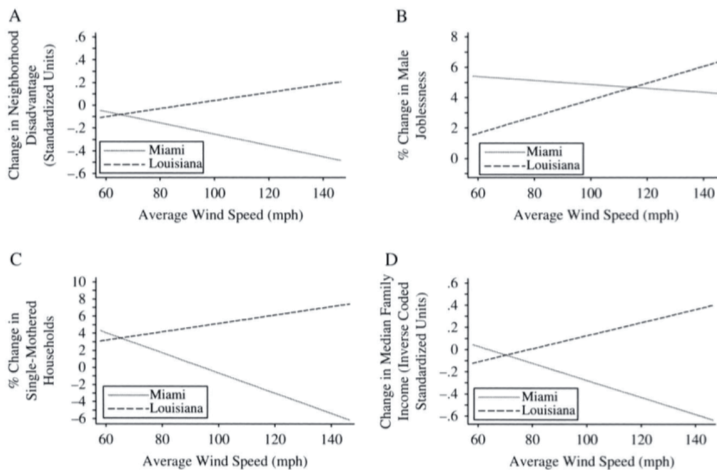 A
Change in Neighborhood
Disadvantage
(Standardized Units)
.6
.4
.2
0
−.2
−.4
−.6
Miami
Louisiana
60 80 100 120 140
Average Wind Speed (mph)
B
% Change in Male
Joblessness
8
6
4
2
0
Miami
Louisiana
60 80 100 120 140
Average Wind Speed (mph)
C
% Change in
Single-Mothered
Households
10
8
6
4
2
0
−2
−4
−6
Miami
Louisiana
60 80 100 120 140
Average Wind Speed (mph)
D
Change in Median Family
Income (Inverse Coded
Standardized Units)
.6
.4
.2
0
−.2
−.4
−.6
Miami
Louisiana
60 80 100 120 140
Average Wind Speed (mph)